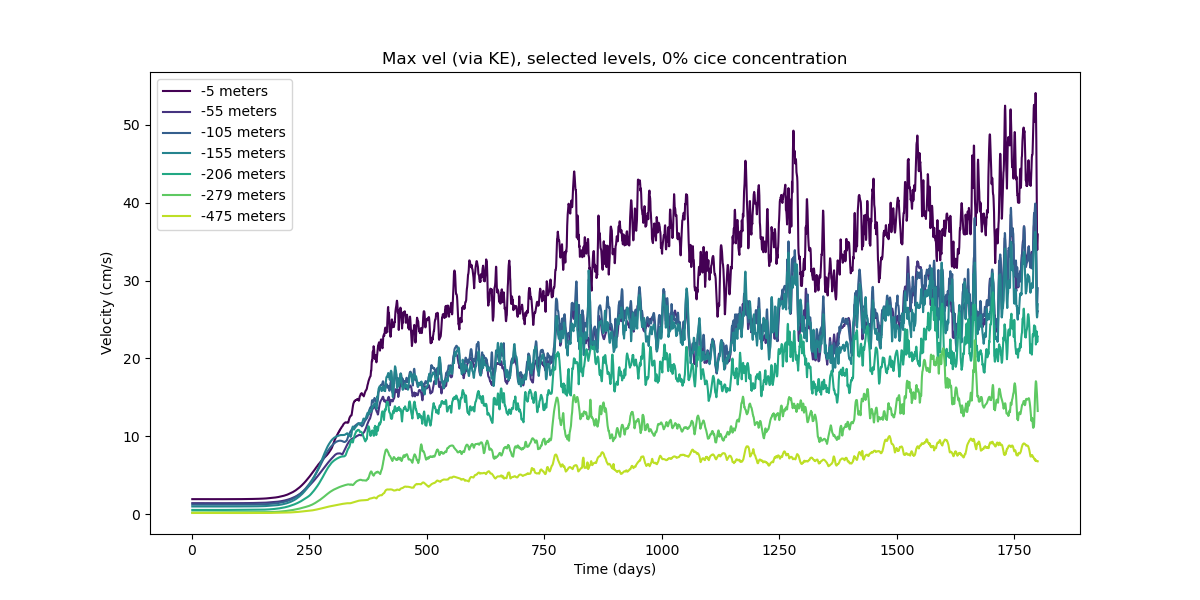 Max vel (via KE), selected levels, 0% cice concentration
-5 meters
-55 meters
-105 meters
-155 meters
-206 meters
-279 meters
-475 meters
Velocity (cm/s)
50
40
30
20
10
0
0 250 500 750 1000 1250 1500 1750
Time (days)